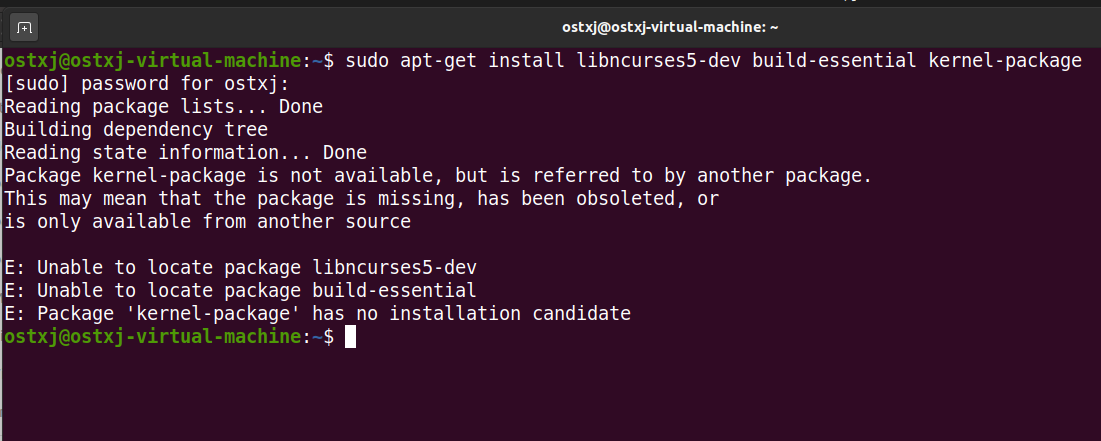 ostxj@ostxj-virtual-machine: ~
ostxj@ostxj-virtual-machine:~$ sudo apt-get install libncurses5-dev build-essential kernel-package
[sudo] password for ostxj:
Reading package lists... Done
Building dependency tree
Reading state information... Done
Package kernel-package is not available, but is referred to by another package.
This may mean that the package is missing, has been obsoleted, or
is only available from another source
E: Unable to locate package libncurses5-dev
E: Unable to locate package build-essential
E: Package 'kernel-package' has no installation candidate
ostxj@ostxj-virtual-machine:~$